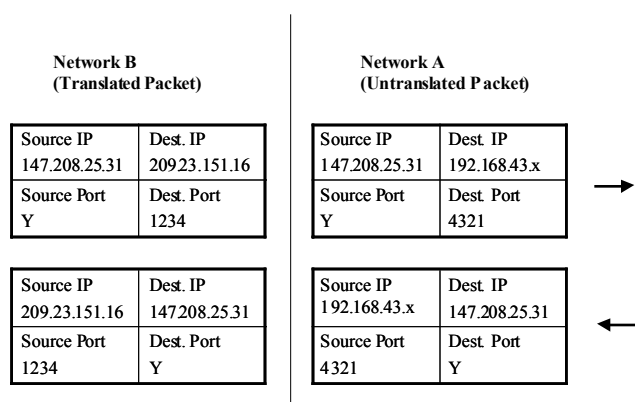 Network B
(Translated Packet)
Network A
(Untranslated Packet)
Source IP
147.208.25.31
Dest. IP
209.23.151.16
Source Port
Y
Dest. Port
1234
Source IP
147.208.25.31
Dest. IP
192.168.43.x
Source Port
Y
Dest. Port
4321
Source IP
209.23.151.16
Dest. IP
147.208.25.31
Source Port
1234
Dest. Port
Y
Source IP
192.168.43.x
Dest. IP
147.208.25.31
Source Port
4321
Dest. Port
Y